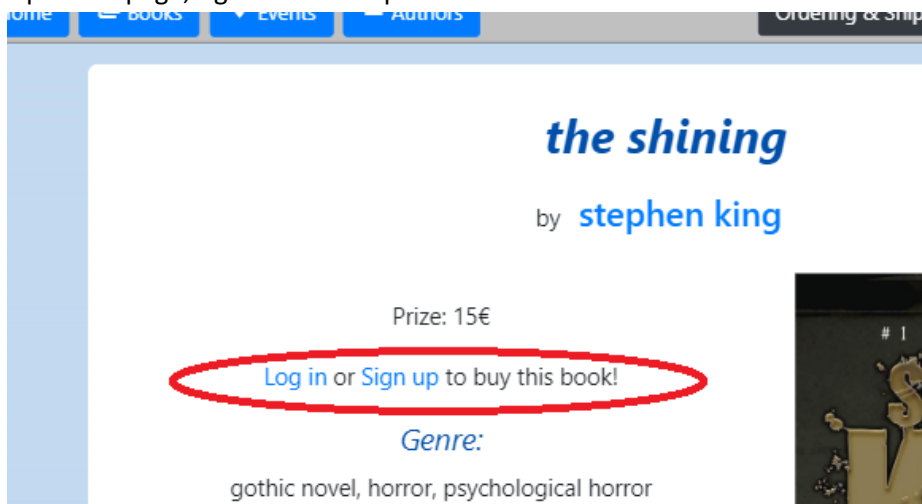 Home Books Events Authors Ordering & Ship
the shining
by stephen king
Prize: 15€
# 1
Log in or Sign up to buy this book!
Genre:
gothic novel, horror, psychological horror